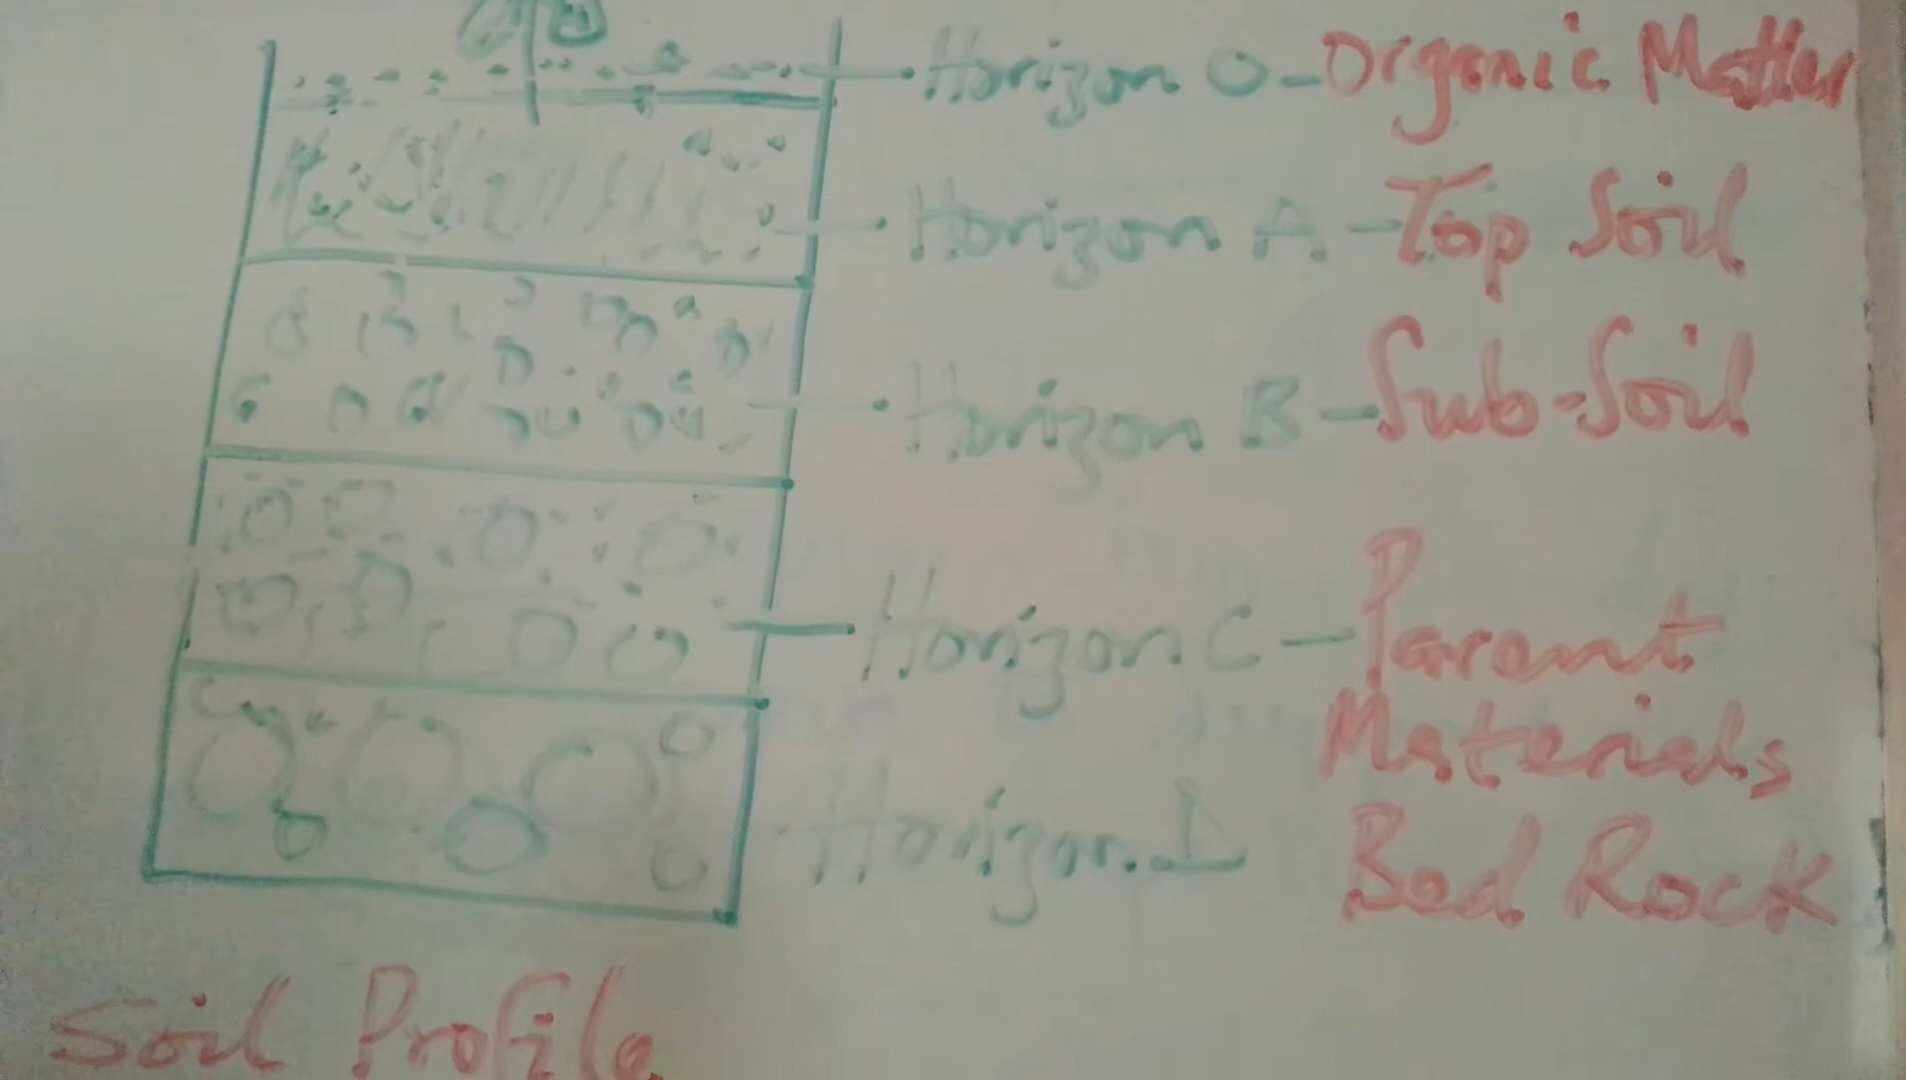 Horizon O - Organic Matter
Horizon A - Top Soil
Horizon B - Sub-Soil
Horizon C - Parent
Materials
Horizon D Bed Rock
Soil Profile